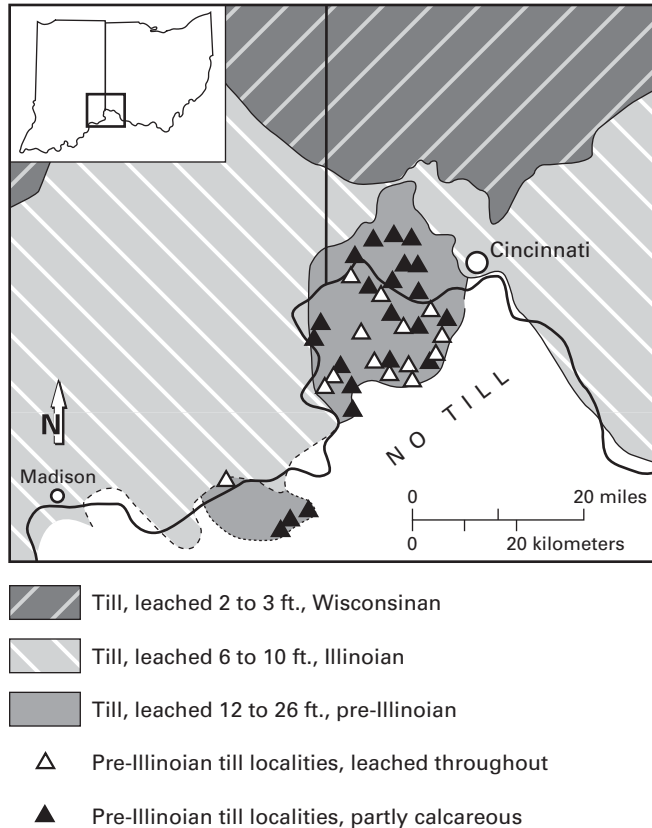 Cincinnati
N
NO TILL
Madison
0 20 miles
0 20 kilometers
Till, leached 2 to 3 ft., Wisconsinan
Till, leached 6 to 10 ft., Illinoian
Till, leached 12 to 26 ft., pre-Illinoian
Pre-Illinoian till localities, leached throughout
Pre-Illinoian till localities, partly calcareous